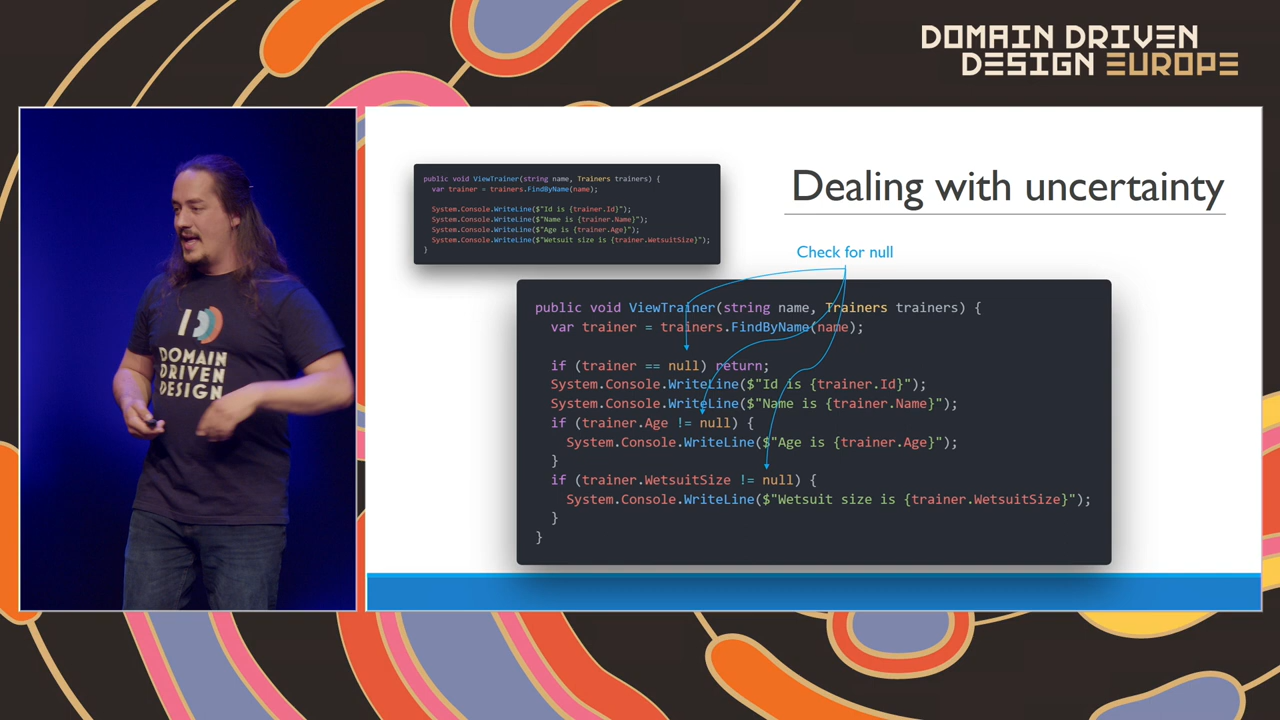 DOMAIN DRIVEN
DESIGN EUROPE
DOMAIN
DRIVEN
DESIGN
Dealing with uncertainty
public void ViewTrainer(string name, Trainers trainers) {
  var trainer = trainers.FindByName(name);
  System.Console.WriteLine($"Id is {trainer.Id}");
  System.Console.WriteLine($"Name is {trainer.Name}");
  System.Console.WriteLine($"Age is {trainer.Age}");
  System.Console.WriteLine($"Wetsuit size is {trainer.WetsuitSize}");
}
Check for null
public void ViewTrainer(string name, Trainers trainers) {
  var trainer = trainers.FindByName(name);
  if (trainer == null) return;
  System.Console.WriteLine($"Id is {trainer.Id}");
  System.Console.WriteLine($"Name is {trainer.Name}");
  if (trainer.Age != null) {
    System.Console.WriteLine($"Age is {trainer.Age}");
  }
  if (trainer.WetsuitSize != null) {
    System.Console.WriteLine($"Wetsuit size is {trainer.WetsuitSize}");
  }
}